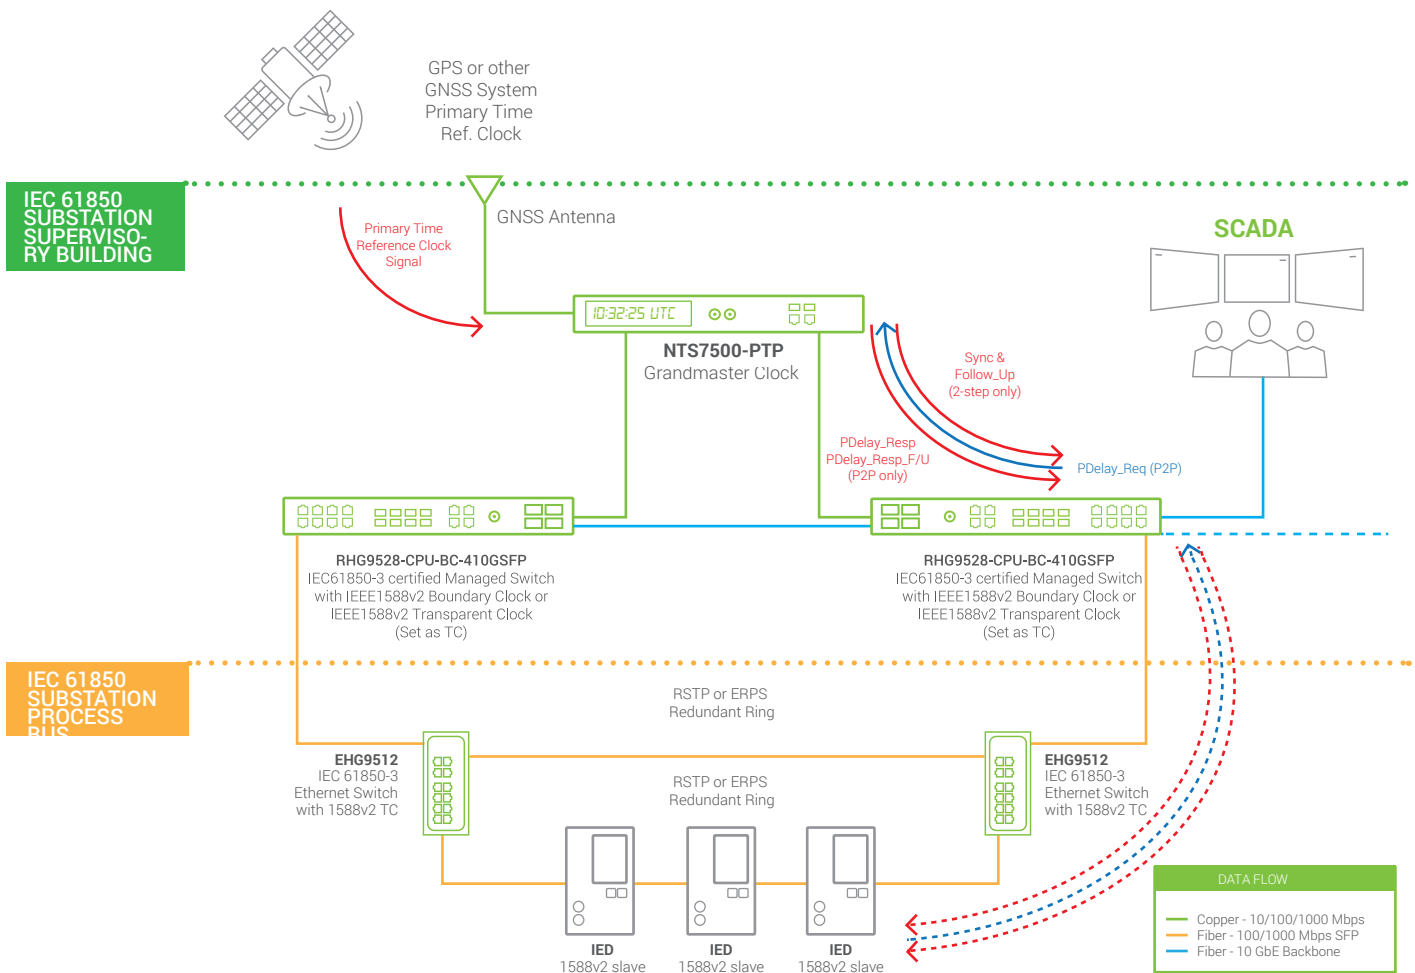 GPS or other
GNSS System
Primary Time
Ref. Clock
IEC 61850
SUBSTATION
SUPERVISO-
RY BUILDING
GNSS Antenna
Primary Time
Reference Clock
Signal
SCADA
10:32:25 UTC
NTS7500-PTP
Grandmaster Clock
Sync &
Follow_Up
(2-step only)
PDelay_Resp
PDelay_Resp_F/U
(P2P only)
PDelay_Req (P2P)
RHG9528-CPU-BC-410GSFP
IEC61850-3 certified Managed Switch
with IEEE1588v2 Boundary Clock or
IEEE1588v2 Transparent Clock
(Set as TC)
RHG9528-CPU-BC-410GSFP
IEC61850-3 certified Managed Switch
with IEEE1588v2 Boundary Clock or
IEEE1588v2 Transparent Clock
(Set as TC)
IEC 61850
SUBSTATION
PROCESS
BUS
RSTP or ERPS
Redundant Ring
EHG9512
IEC 61850-3
Ethernet Switch
with 1588v2 TC
RSTP or ERPS
Redundant Ring
EHG9512
IEC 61850-3
Ethernet Switch
with 1588v2 TC
IED
1588v2 slave
IED
1588v2 slave
IED
1588v2 slave
DATA FLOW
Copper - 10/100/1000 Mbps
Fiber - 100/1000 Mbps SFP
Fiber - 10 GbE Backbone